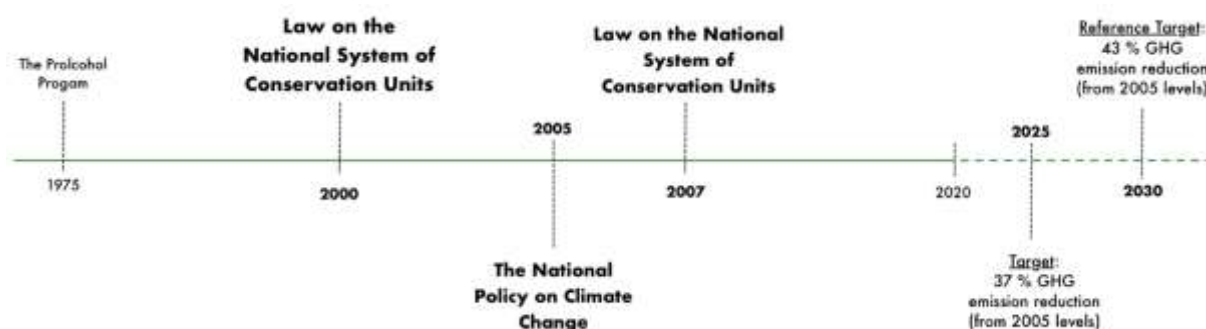 The Prolcohol
Progam
1975
Law on the
National System of
Conservation Units
2000
2005
The National
Policy on Climate
Change
Law on the National
System of
Conservation Units
2007
2020
2025
Target:
37 % GHG
emission reduction
(from 2005 levels)
Reference Target:
43 % GHG
emission reduction
(from 2005 levels)
2030